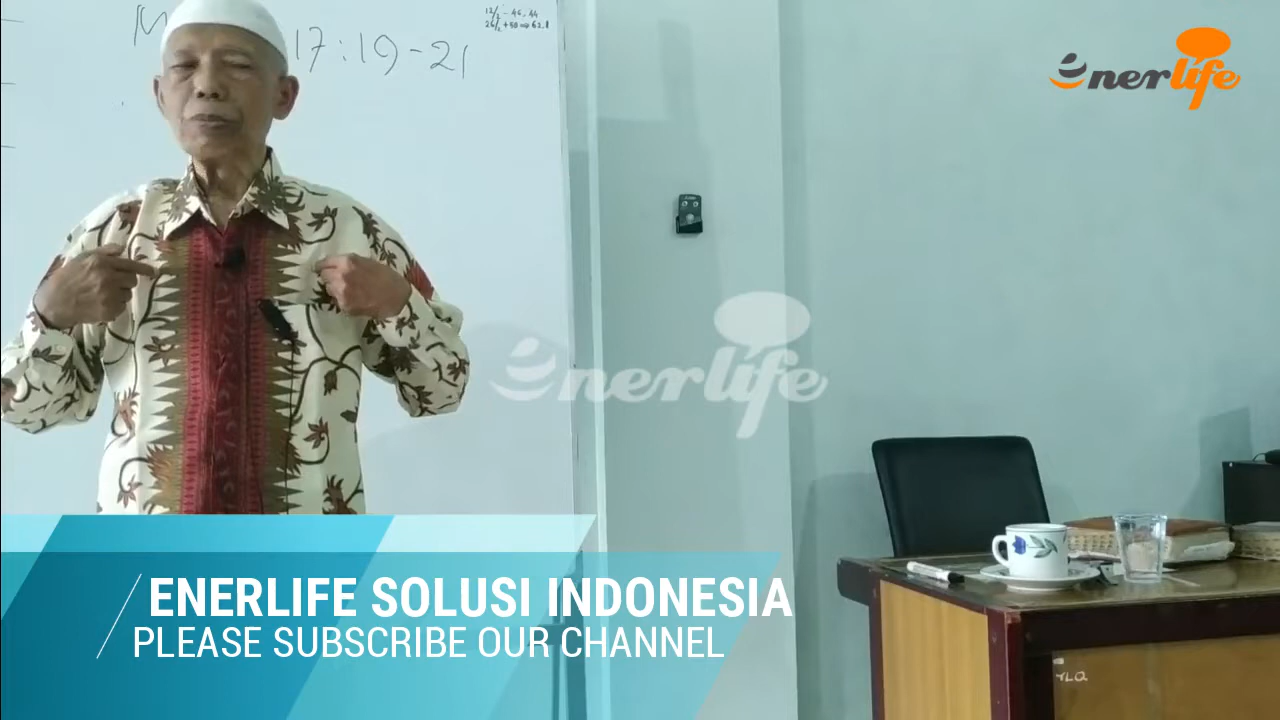 M 17:19-21
enerlife
enerlife
ENERLIFE SOLUSI INDONESIA
PLEASE SUBSCRIBE OUR CHANNEL